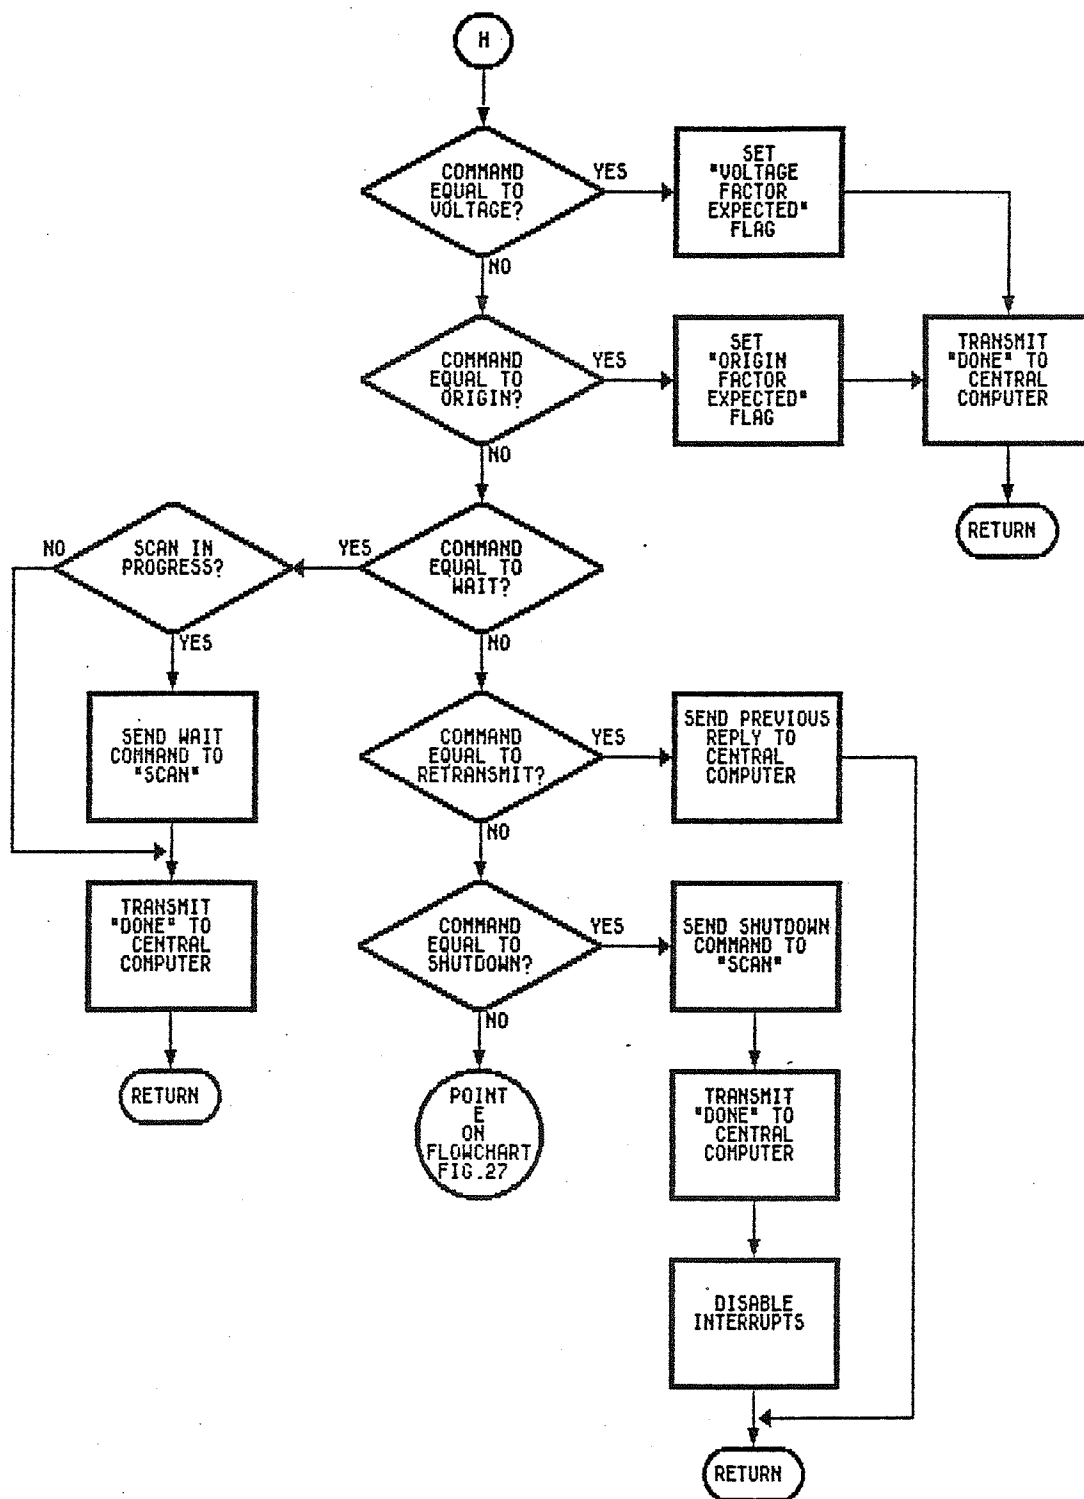 H
COMMAND
EQUAL TO
VOLTAGE?
YES
SET
"VOLTAGE
FACTOR
EXPECTED"
FLAG
NO
COMMAND
EQUAL TO
ORIGIN?
YES
SET
"ORIGIN
FACTOR
EXPECTED"
FLAG
TRANSMIT
"DONE" TO
CENTRAL
COMPUTER
NO
RETURN
NO
SCAN IN
PROGRESS?
YES
COMMAND
EQUAL TO
WAIT?
YES
NO
SEND WAIT
COMMAND TO
"SCAN"
COMMAND
EQUAL TO
RETRANSMIT?
YES
SEND PREVIOUS
REPLY TO
CENTRAL
COMPUTER
NO
TRANSMIT
"DONE" TO
CENTRAL
COMPUTER
COMMAND
EQUAL TO
SHUTDOWN?
YES
SEND SHUTDOWN
COMMAND TO
"SCAN"
NO
RETURN
POINT
E
ON
FLOWCHART
FIG.27
TRANSMIT
"DONE" TO
CENTRAL
COMPUTER
DISABLE
INTERRUPTS
RETURN